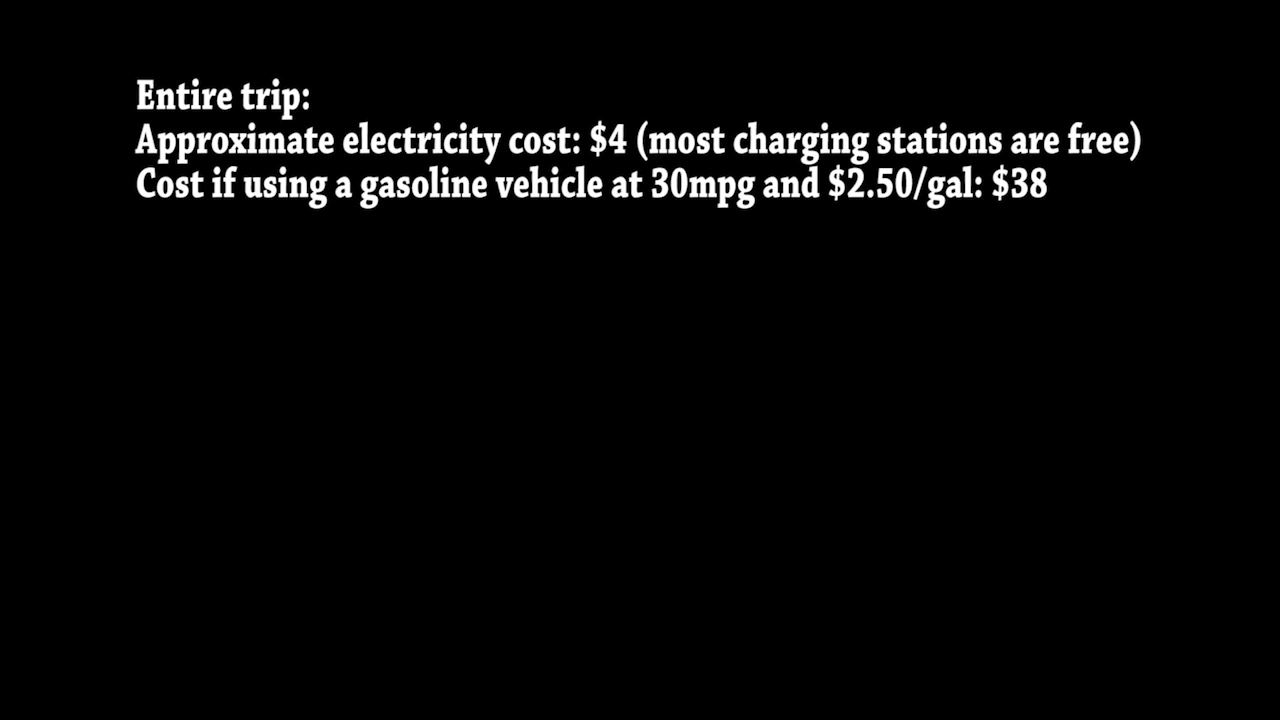 Entire trip:
Approximate electricity cost: $4 (most charging stations are free)
Cost if using a gasoline vehicle at 30mpg and $2.50/gal: $38